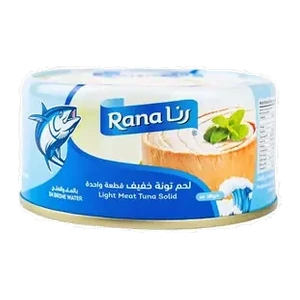 Rana رنا
لحم تونة خفيف قطعة واحدة
Light Meat Tuna Solid
بالماء والملح
IN BRINE WATER